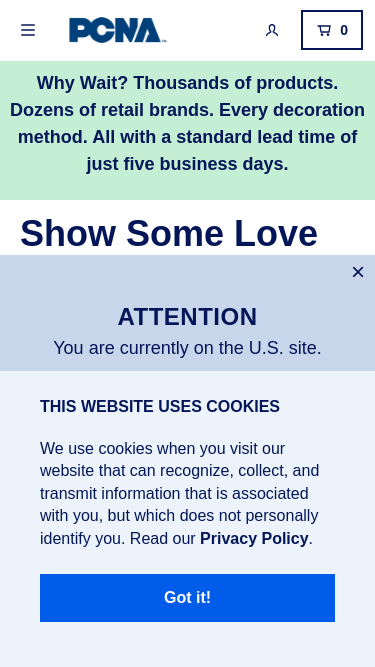 PCNA
0
Why Wait? Thousands of products.
Dozens of retail brands. Every decoration
method. All with a standard lead time of
just five business days.
Show Some Love
ATTENTION
You are currently on the U.S. site.
THIS WEBSITE USES COOKIES
We use cookies when you visit our
website that can recognize, collect, and
transmit information that is associated
with you, but which does not personally
identify you. Read our Privacy Policy.
Got it!